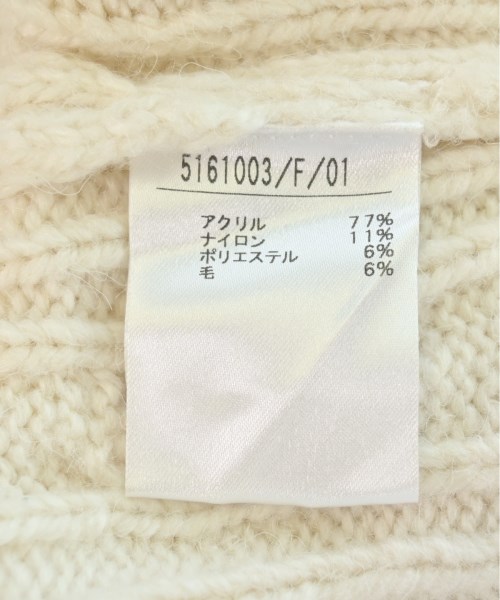 5161003/F/01
アクリル 77%
ナイロン 11%
ポリエステル 6%
毛 6%